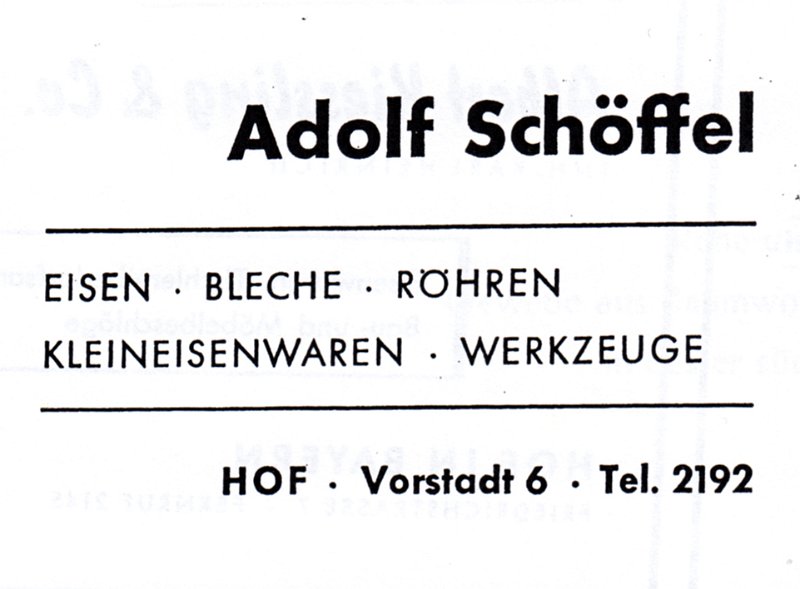 Adolf Schöffel
EISEN · BLECHE · RÖHREN
KLEINEISENWAREN · WERKZEUGE
HOF · Vorstadt 6 · Tel. 2192